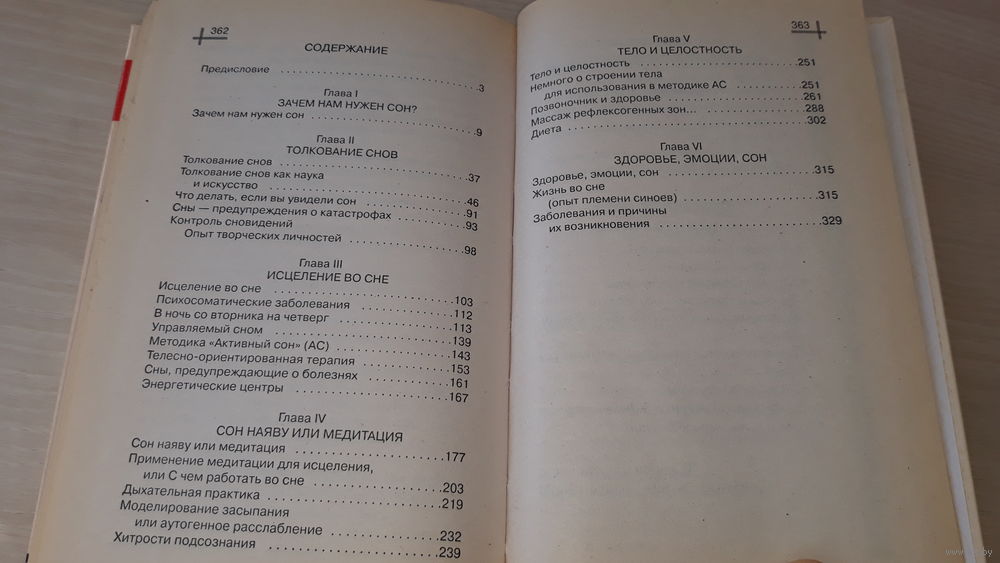 362
СОДЕРЖАНИЕ
Предисловие . . . . . . . . . . . . . . . . . . . . . . . . . . . .3
Глава I
ЗАЧЕМ НАМ НУЖЕН СОН?
Зачем нам нужен сон . . . . . . . . . . . . . . . . . . . . . . .9
Глава II
ТОЛКОВАНИЕ СНОВ
Толкование снов . . . . . . . . . . . . . . . . . . . . . . . . .37
Толкование снов как наука
и искусство . . . . . . . . . . . . . . . . . . . . . . . . . . .46
Что делать, если вы увидели сон . . . . . . . . . . . .91
Сны — предупреждения о катастрофах . . . . . . . .93
Контроль сновидений
Опыт творческих личностей . . . . . . . . . . . . . . .98
Глава III
ИСЦЕЛЕНИЕ ВО СНЕ
Исцеление во сне . . . . . . . . . . . . . . . . . . . . . .103
Психосоматические заболевания . . . . . . . . . . . .112
В ночь со вторника на четверг . . . . . . . . . . . . . .113
Управляемый сном . . . . . . . . . . . . . . . . . . . . . .139
Методика «Активный сон» (АС) . . . . . . . . . . . . .143
Телесно-ориентированная терапия . . . . . . . . . . .153
Сны, предупреждающие о болезнях . . . . . . . . . .161
Энергетические центры . . . . . . . . . . . . . . . . . .167
Глава IV
СОН НАЯВУ ИЛИ МЕДИТАЦИЯ
Сон наяву или медитация . . . . . . . . . . . . . . . . .177
Применение медитации для исцеления,
или С чем работать во сне . . . . . . . . . . . . . . .203
Дыхательная практика . . . . . . . . . . . . . . . . . . .219
Моделирование засыпания
или аутогенное расслабление . . . . . . . . . . . . .232
Хитрости подсознания . . . . . . . . . . . . . . . . . . .239
363
Глава V
ТЕЛО И ЦЕЛОСТНОСТЬ
Тело и целостность . . . . . . . . . . . . . . . . . . . . .251
Немного о строении тела
для использования в методике АС . . . . . . . . .251
Позвоночник и здоровье . . . . . . . . . . . . . . . . . .261
Массаж рефлексогенных зон... . . . . . . . . . . . . .288
Диета . . . . . . . . . . . . . . . . . . . . . . . . . . . . . .302
Глава VI
ЗДОРОВЬЕ, ЭМОЦИИ, СОН
Здоровье, эмоции, сон . . . . . . . . . . . . . . . . . . .315
Жизнь во сне
(опыт племени синоев) . . . . . . . . . . . . . . . . .315
Заболевания и причины
их возникновения . . . . . . . . . . . . . . . . . . . . .329